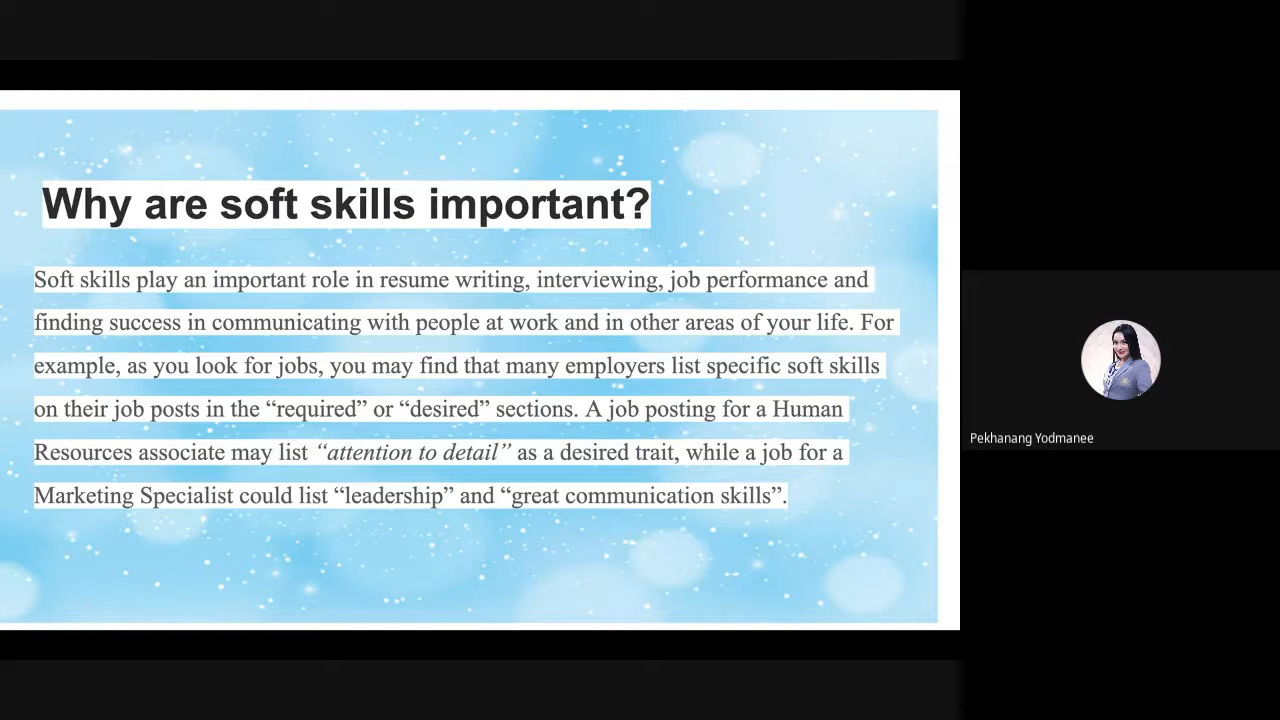 Why are soft skills important?
Soft skills play an important role in resume writing, interviewing, job performance and
finding success in communicating with people at work and in other areas of your life. For
example, as you look for jobs, you may find that many employers list specific soft skills
on their job posts in the “required” or “desired” sections. A job posting for a Human
Resources associate may list “attention to detail” as a desired trait, while a job for a
Marketing Specialist could list “leadership” and “great communication skills”.
Pekhanang Yodmanee